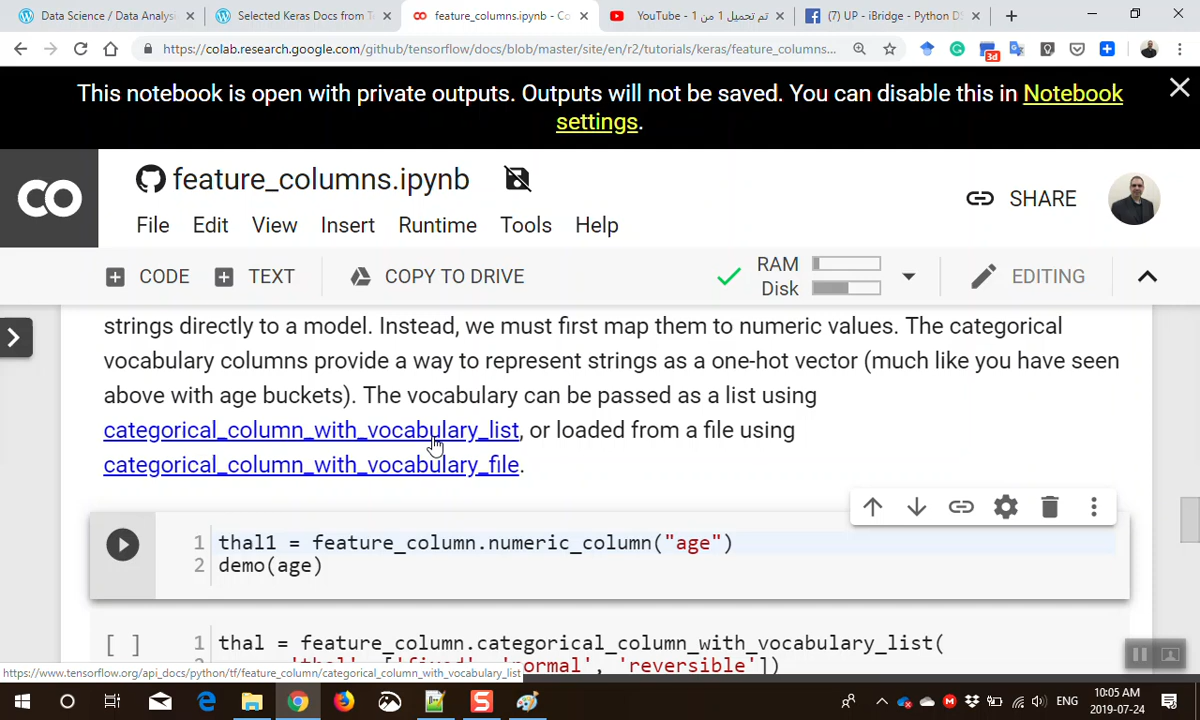 Data Science / Data Analys
Selected Keras Docs from T
feature_columns.ipynb - Co
YouTube - تم تحميل 1 من 1
(7) UP - iBridge - Python D
https://colab.research.google.com/github/tensorflow/docs/blob/master/site/en/r2/tutorials/keras/feature_columns...
3d
This notebook is open with private outputs. Outputs will not be saved. You can disable this in Notebook
settings.
CO
feature_columns.ipynb
SHARE
File Edit View Insert Runtime Tools Help
CODE TEXT COPY TO DRIVE
RAM
Disk
EDITING
strings directly to a model. Instead, we must first map them to numeric values. The categorical
vocabulary columns provide a way to represent strings as a one-hot vector (much like you have seen
above with age buckets). The vocabulary can be passed as a list using
categorical_column_with_vocabulary_list, or loaded from a file using
categorical_column_with_vocabulary_file.
1 thal1 = feature_column.numeric_column("age")
2 demo(age)
[ ] 1 thal = feature_column.categorical_column_with_vocabulary_list(
2 'thal', ['fixed', 'normal', 'reversible'])
https://www.tensorflow.org/api_docs/python/tf/feature_column/categorical_column_with_vocabulary_list
ENG
10:05 AM
2019-07-24